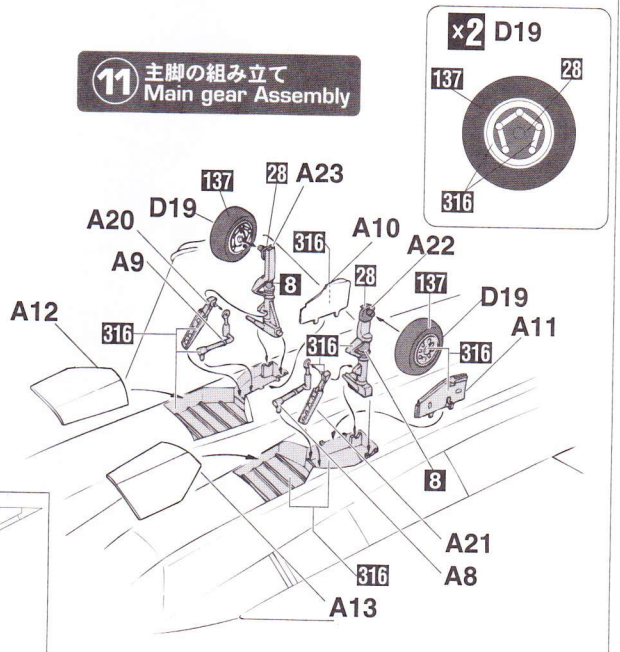 11 主脚の組み立て
Main gear Assembly
×2 D19
137
28
316
137
28
A23
D19
A20
A9
316
A10
A22
28
137
D19
A12
316
8
316
316
A11
8
A21
316
A8
A13